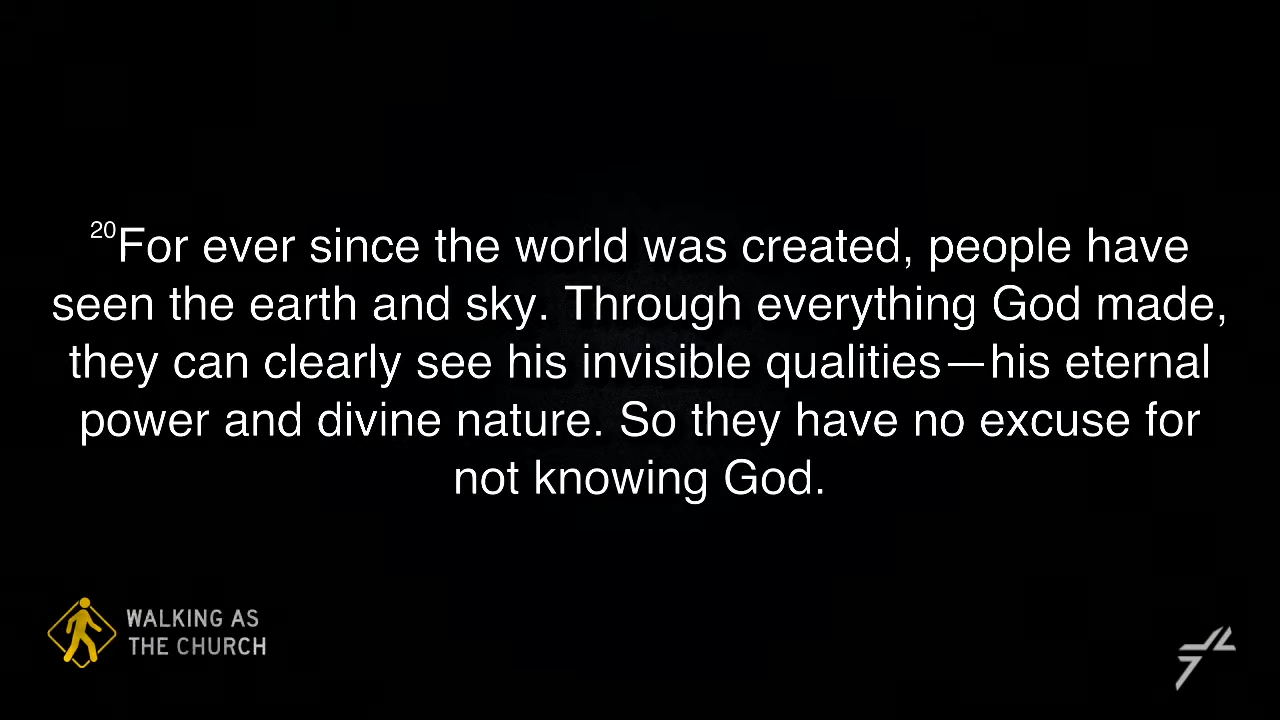 20For ever since the world was created, people have
seen the earth and sky. Through everything God made,
they can clearly see his invisible qualities—his eternal
power and divine nature. So they have no excuse for
not knowing God.
WALKING AS
THE CHURCH